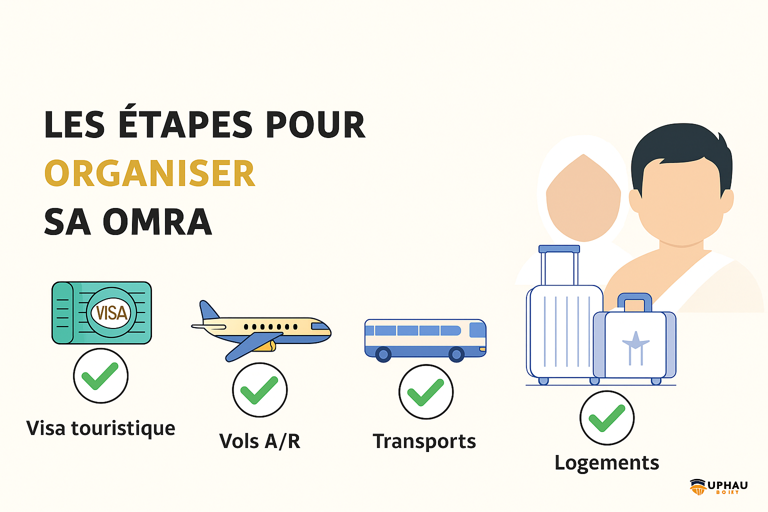 LES ÉTAPES POUR
ORGANISER
SA OMRA
VISA
Visa touristique
Vols A/R
Transports
Logements
UPHAU